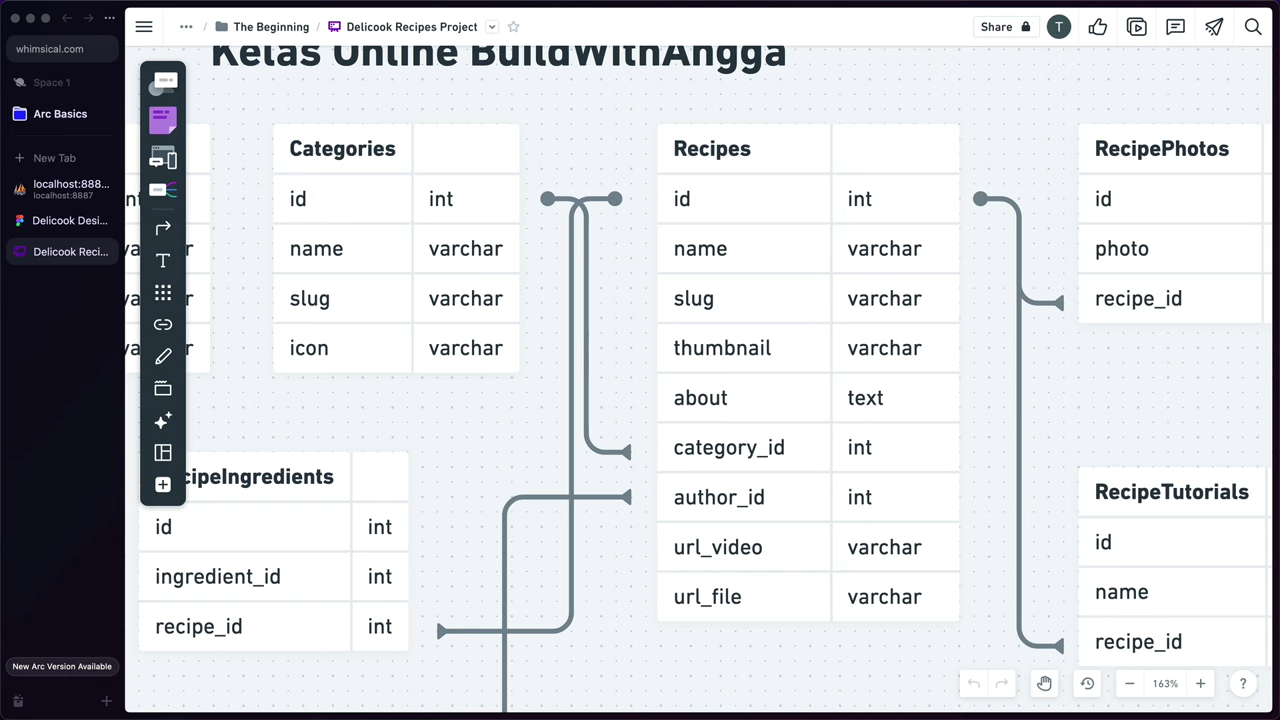 whimsical.com
Space 1
Arc Basics
New Tab
localhost:888...
localhost:8887
Delicook Desi...
Delicook Reci...
New Arc Version Available
The Beginning / Delicook Recipes Project
Share
T
Kelas Online BuildWithAngga
Categories
id int
name varchar
slug varchar
icon varchar
Recipes
id int
name varchar
slug varchar
thumbnail varchar
about text
category_id int
author_id int
url_video varchar
url_file varchar
RecipePhotos
id
photo
recipe_id
cipeIngredients
id int
ingredient_id int
recipe_id int
RecipeTutorials
id
name
recipe_id
163%
?